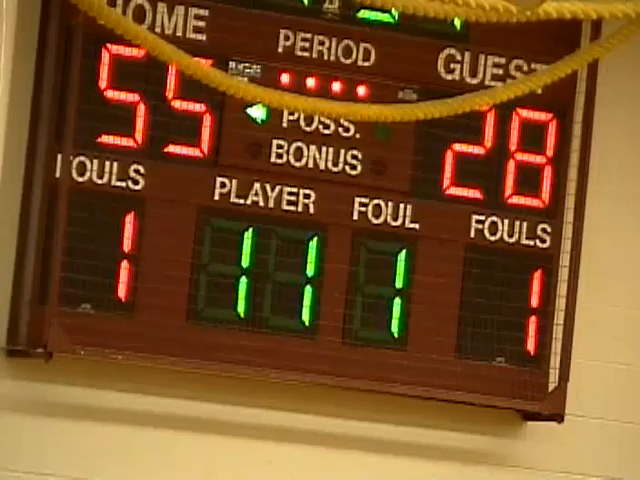 HOME PERIOD GUEST
55 28
POSS.
BONUS
FOULS PLAYER FOUL FOULS
1 11 1 1